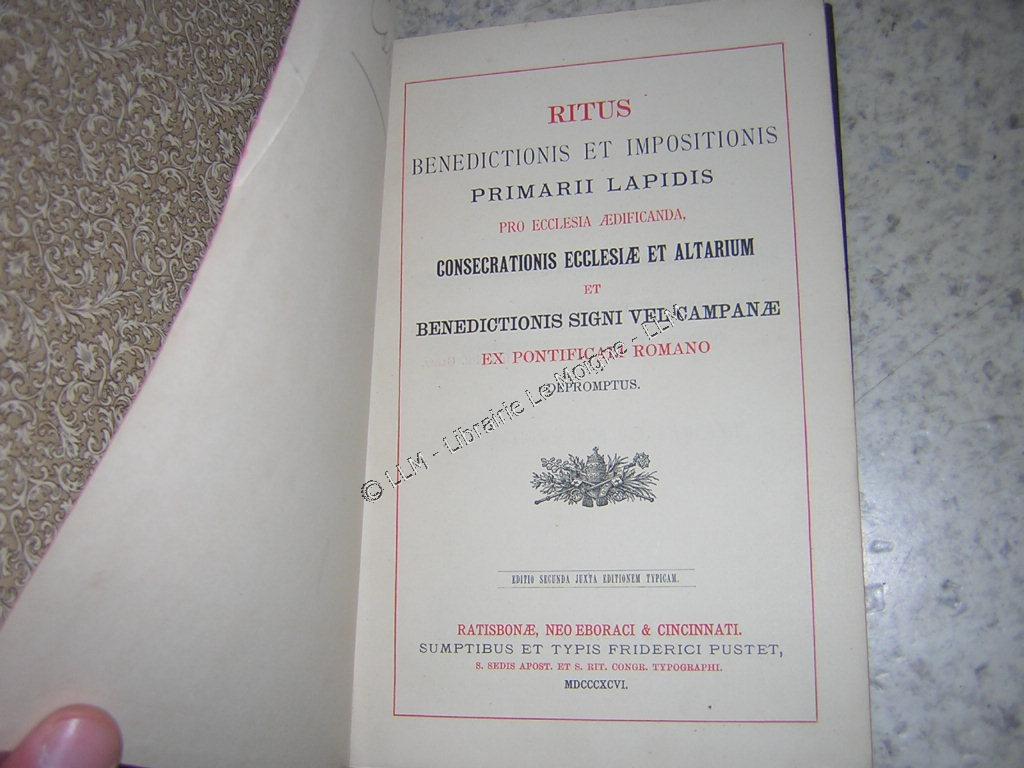 RITUS
BENEDICTIONIS ET IMPOSITIONIS
PRIMARII LAPIDIS
PRO ECCLESIA ÆDIFICANDA,
CONSECRATIONIS ECCLESIÆ ET ALTARIUM
ET
BENEDICTIONIS SIGNI VEL CAMPANÆ
EX PONTIFICALI ROMANO
DEPROMPTUS.
© LLM - Librairie Le Moigne - LLM
EDITIO SECUNDA JUXTA EDITIONEM TYPICAM.
RATISBONÆ, NEO EBORACI & CINCINNATI.
SUMPTIBUS ET TYPIS FRIDERICI PUSTET,
S. SEDIS APOST. ET S. RIT. CONGR. TYPOGRAPHI.
MDCCCXCVI.